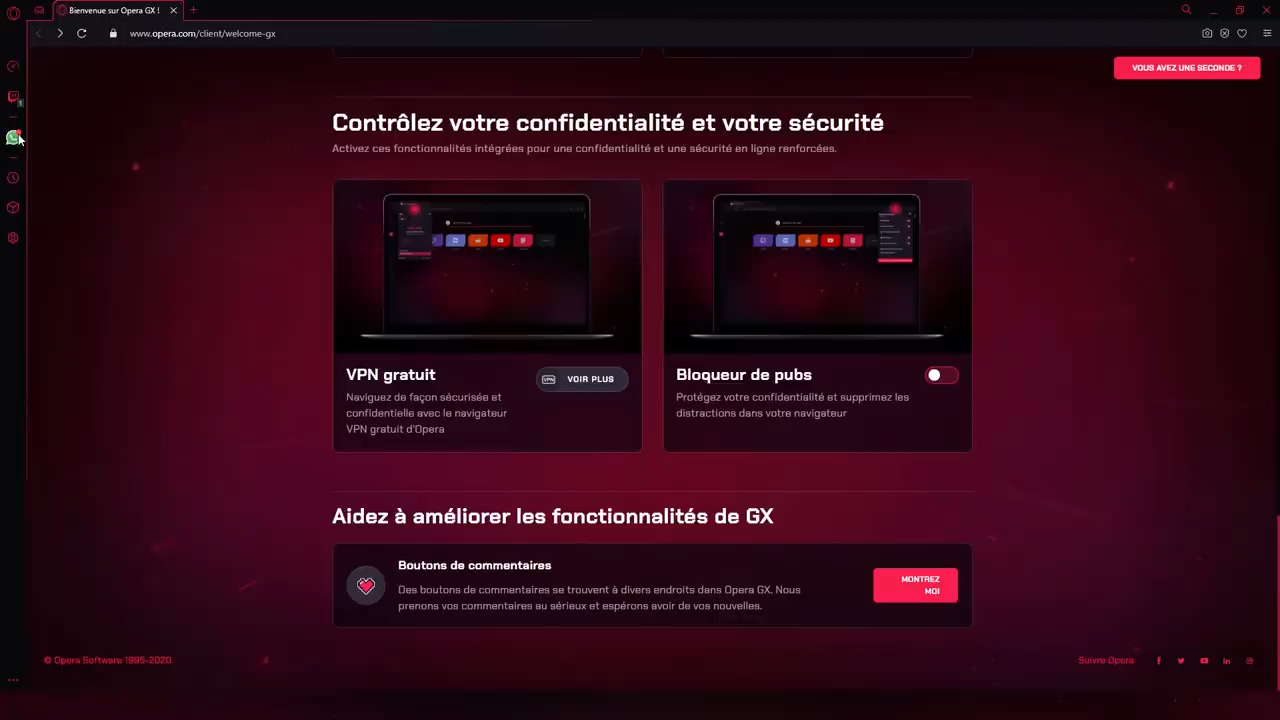 Bienvenue sur Opera GX !
www.opera.com/client/welcome-gx
VOUS AVEZ UNE SECONDE ?
1
Contrôlez votre confidentialité et votre sécurité
Activez ces fonctionnalités intégrées pour une confidentialité et une sécurité en ligne renforcées.
VPN gratuit
VPN VOIR PLUS
Naviguez de façon sécurisée et
confidentielle avec le navigateur
VPN gratuit d'Opera
Bloqueur de pubs
Protégez votre confidentialité et supprimez les
distractions dans votre navigateur
Aidez à améliorer les fonctionnalités de GX
Boutons de commentaires
Des boutons de commentaires se trouvent à divers endroits dans Opera GX. Nous
prenons vos commentaires au sérieux et espérons avoir de vos nouvelles.
MONTREZ
MOI
© Opera Software 1995-2020
Suivre Opera